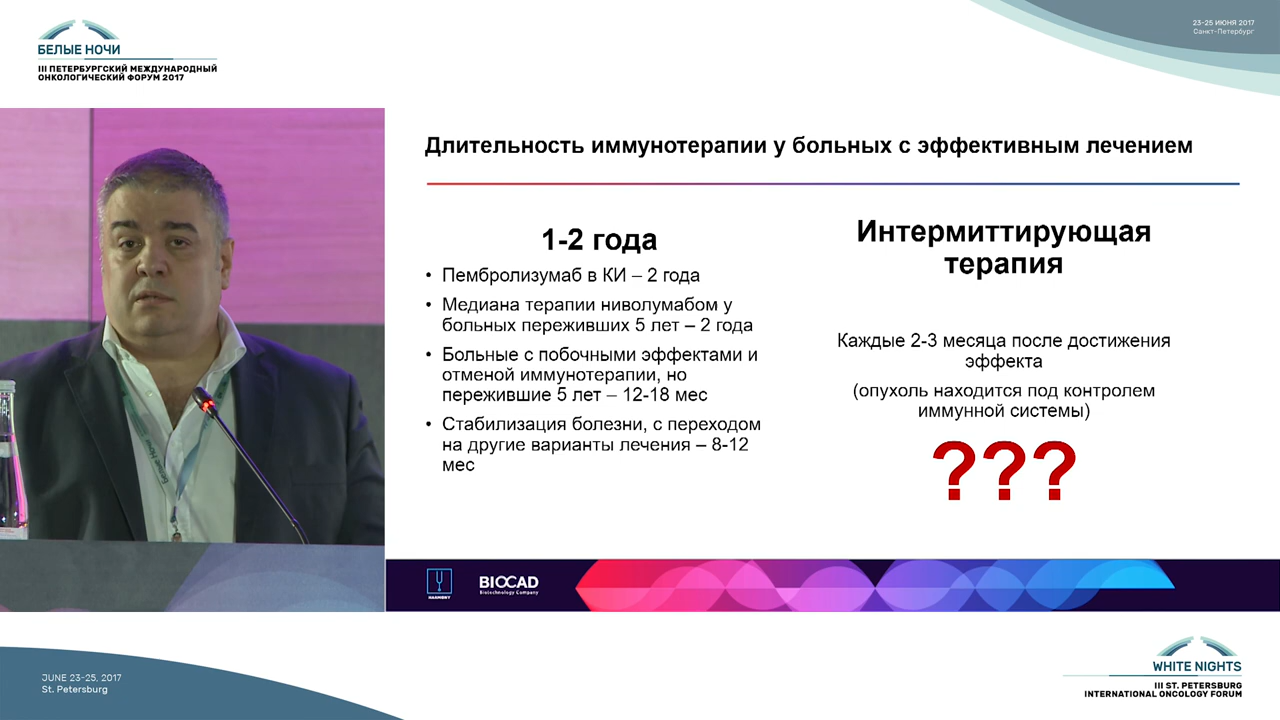 БЕЛЫЕ НОЧИ
III ПЕТЕРБУРГСКИЙ МЕЖДУНАРОДНЫЙ
ОНКОЛОГИЧЕСКИЙ ФОРУМ 2017
23-25 ИЮНЯ 2017
Санкт-Петербург
Длительность иммунотерапии у больных с эффективным лечением
1-2 года
• Пембролизумаб в КИ – 2 года
• Медиана терапии ниволумабом у
больных переживших 5 лет – 2 года
• Больные с побочными эффектами и
отменой иммунотерапии, но
пережившие 5 лет – 12-18 мес
• Стабилизация болезни, с переходом
на другие варианты лечения – 8-12
мес
Интермиттирующая
терапия
Каждые 2-3 месяца после достижения
эффекта
(опухоль находится под контролем
иммунной системы)
???
HARMONY
BIOCAD
Biotechnology Company
JUNE 23-25, 2017
St. Petersburg
WHITE NIGHTS
III ST. PETERSBURG
INTERNATIONAL ONCOLOGY FORUM